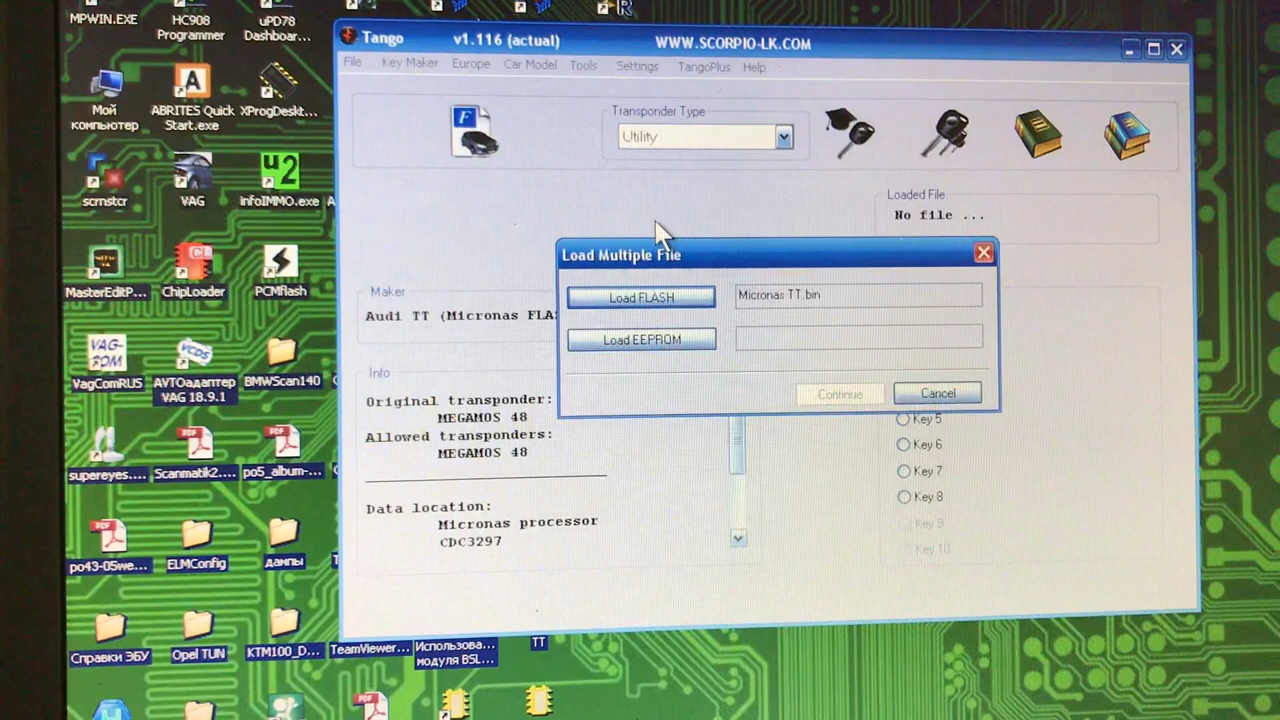 MPWIN.EXE
HC908
Programmer
uPD78
Dashboar...
Мой
компьютер
ABRITES Quick
Start.exe
XProgDeskt...
scrnstcr
VAG
u2
infoIMMO.exe
MasterEditP...
ChipLoader
PCMflash
VagComRUS
AVTOадаптер
VAG 18.9.1
BMWScan140
supereyes....
Scanmatik2....
po5_album-...
po43-05we...
ELMConfig
дампы
Справки ЭБУ
Opel TUN
KTM100_D...
TeamViewer...
Использова...
модуля BSL...
TT
Tango
v1.116 (actual)
WWW.SCORPIO-LK.COM
File Key Maker Europe Car Model Tools Settings TangoPlus Help
Transponder Type
Utility
Loaded File
No file ...
Maker
Audi TT (Micronas FLA
Info
Original transponder:
MEGAMOS 48
Allowed transponders:
MEGAMOS 48
Data location:
Micronas processor
CDC3297
Load Multiple File
Load FLASH
Micronas TT.bin
Load EEPROM
Continue
Cancel
Key 5
Key 6
Key 7
Key 8
Key 9
Key 10